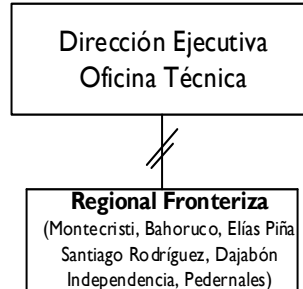 Dirección Ejecutiva
Oficina Técnica
Regional Fronteriza
(Montecristi, Bahoruco, Elías Piña
Santiago Rodríguez, Dajabón
Independencia, Pedernales)